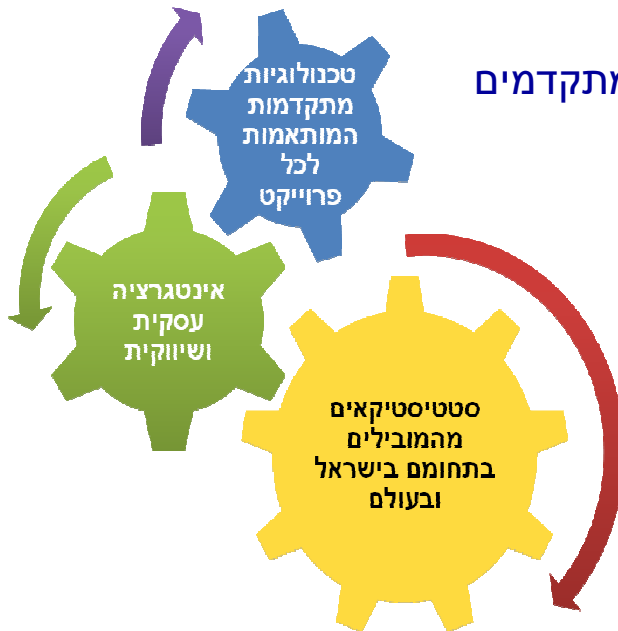 מתקדמים
טכנולוגיות
מתקדמות
המותאמות
לכל
פרוייקט
אינטגרציה
עסקית
ושיווקית
סטטיסטיקאים
מהמובילים
בתחומם בישראל
ובעולם